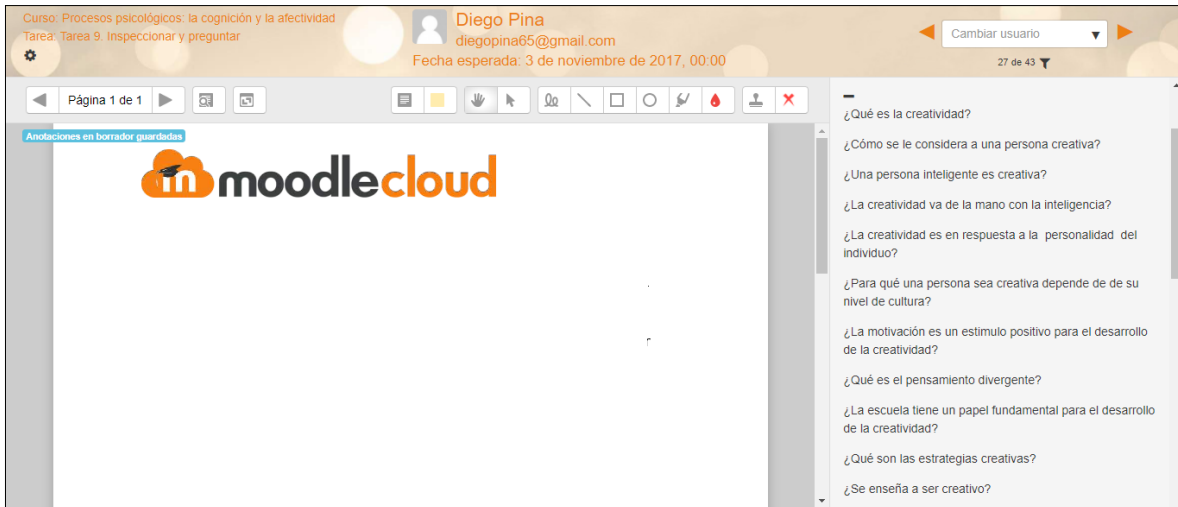 Curso: Procesos psicológicos: la cognición y la afectividad
Tarea: Tarea 9. Inspeccionar y preguntar
Diego Pina
diegopina65@gmail.com
Fecha esperada: 3 de noviembre de 2017, 00:00
Cambiar usuario
27 de 43
Página 1 de 1
Anotaciones en borrador guardadas
moodlecloud
¿Qué es la creatividad?
¿Cómo se le considera a una persona creativa?
¿Una persona inteligente es creativa?
¿La creatividad va de la mano con la inteligencia?
¿La creatividad es en respuesta a la personalidad del
individuo?
¿Para qué una persona sea creativa depende de de su
nivel de cultura?
¿La motivación es un estimulo positivo para el desarrollo
de la creatividad?
¿Qué es el pensamiento divergente?
¿La escuela tiene un papel fundamental para el desarrollo
de la creatividad?
¿Qué son las estrategias creativas?
¿Se enseña a ser creativo?